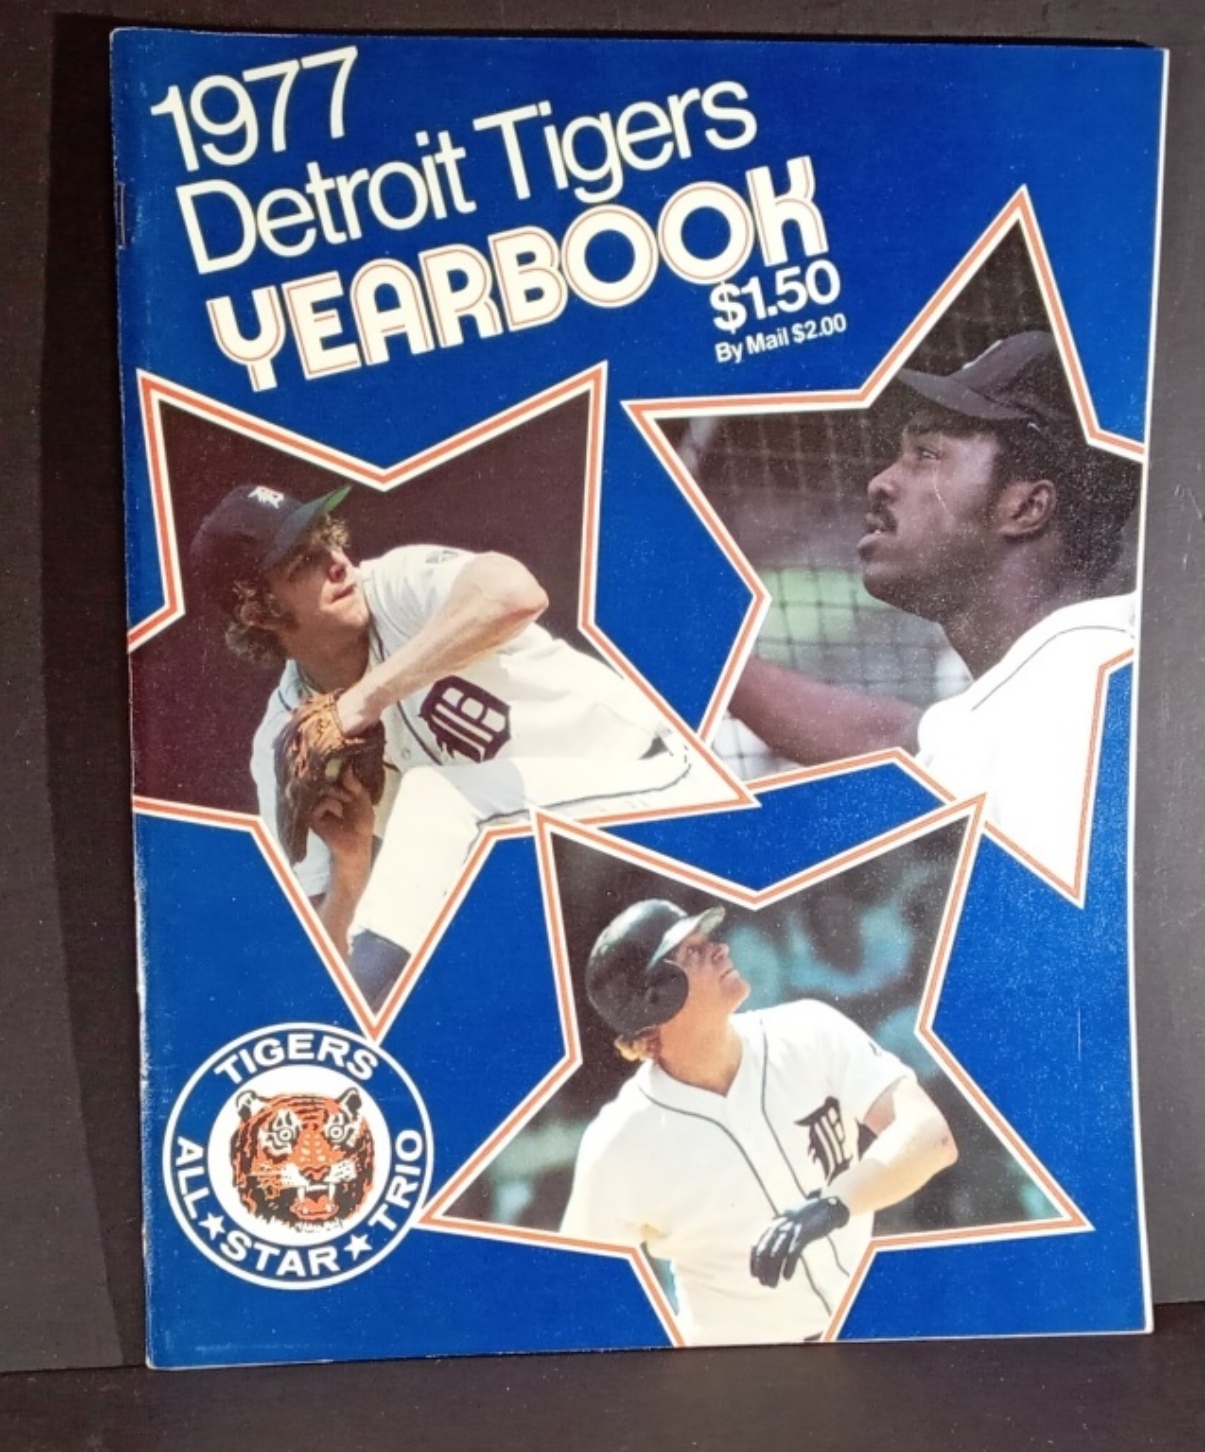 1977
Detroit Tigers
YEARBOOK
$1.50
By Mail $2.00
TIGERS
ALL★STAR★TRIO